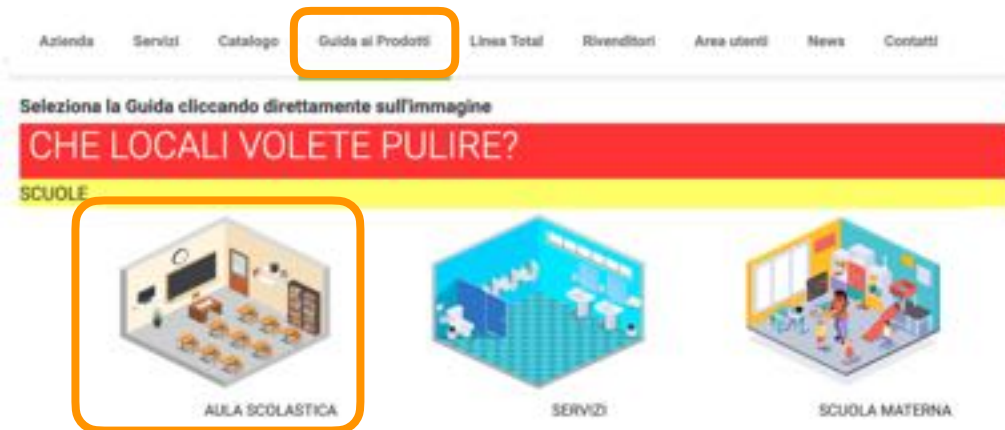 Azienda Servizi Catalogo Guida ai Prodotti Linea Total Rivenditori Area utenti News Contatti
Seleziona la Guida cliccando direttamente sull'immagine
CHE LOCALI VOLETE PULIRE?
SCUOLE
AULA SCOLASTICA SERVIZI SCUOLA MATERNA